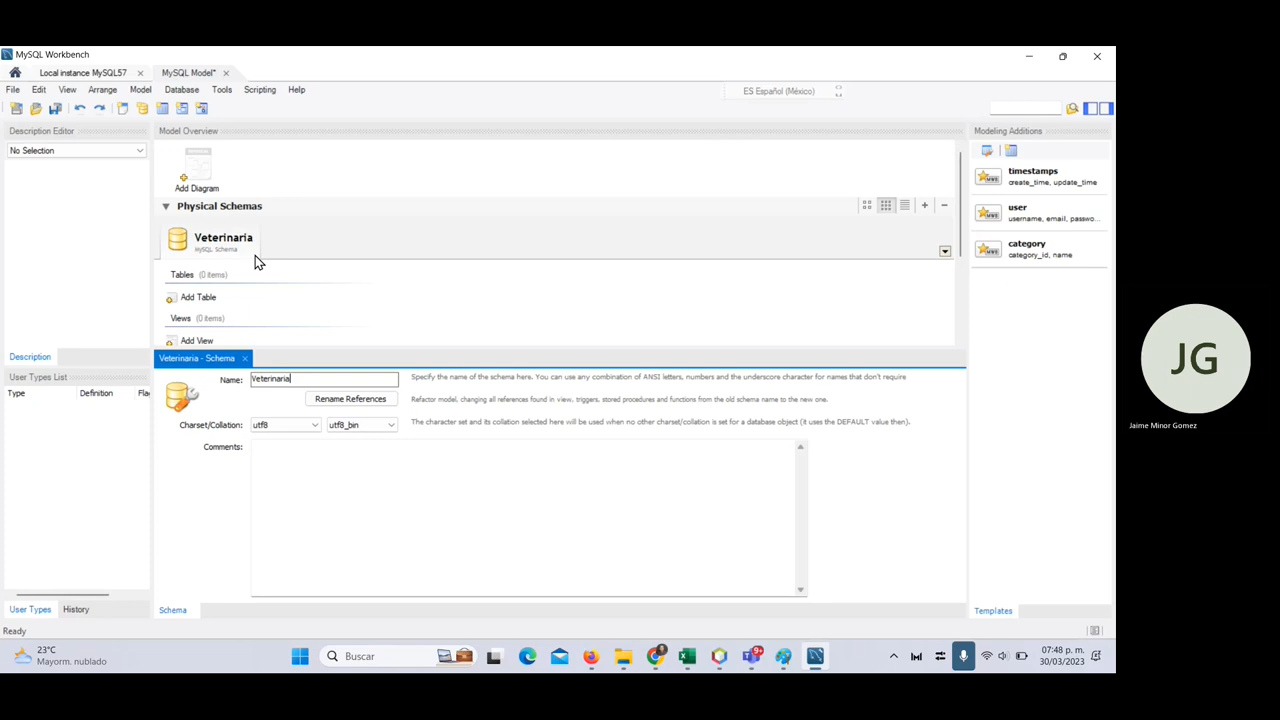 MySQL Workbench
Local instance MySQL57
MySQL Model*
File Edit View Arrange Model Database Tools Scripting Help
ES Español (México)
Description Editor
Model Overview
Modeling Additions
No Selection
Add Diagram
timestamps
create_time, update_time
Physical Schemas
user
username, email, passwo...
Veterinaria
MySQL Schema
category
category_id, name
Tables (0 items)
Add Table
Views (0 items)
Add View
Description
Veterinaria - Schema
User Types List
Type Definition Fla
Name: Veterinaria
Specify the name of the schema here. You can use any combination of ANSI letters, numbers and the underscore character for names that don't require
Rename References
Refactor model, changing all references found in view, triggers, stored procedures and functions from the old schema name to the new one.
Charset/Collation: utf8 utf8_bin
The character set and its collation selected here will be used when no other charset/collation is set for a database object (it uses the DEFAULT value then).
Comments:
User Types History
Schema
Templates
Ready
23°C
Mayorm. nublado
Buscar
9+
07:48 p. m.
30/03/2023
JG
Jaime Minor Gomez